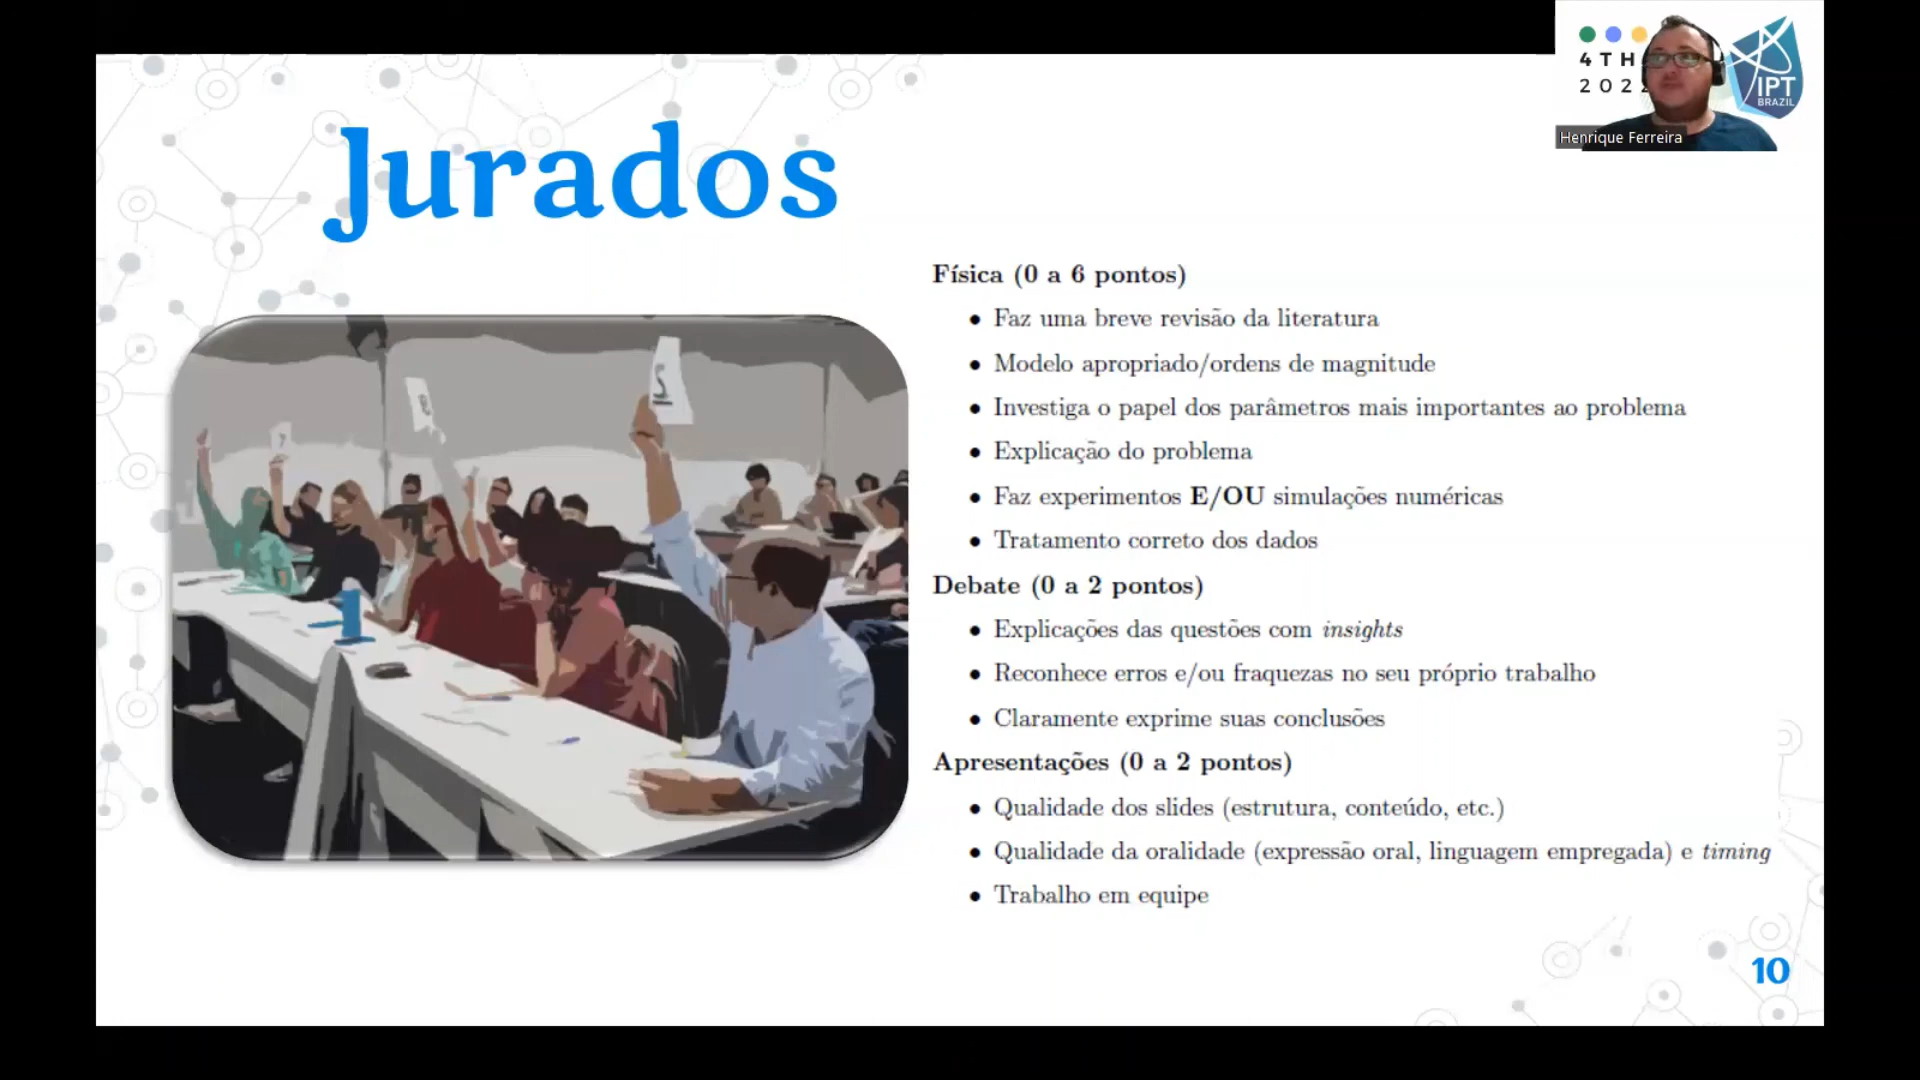 4TH
202
IPT
BRAZIL
Henrique Ferreira
Jurados
Física (0 a 6 pontos)
• Faz uma breve revisão da literatura
• Modelo apropriado/ordens de magnitude
• Investiga o papel dos parâmetros mais importantes ao problema
• Explicação do problema
• Faz experimentos E/OU simulações numéricas
• Tratamento correto dos dados
Debate (0 a 2 pontos)
• Explicações das questões com insights
• Reconhece erros e/ou fraquezas no seu próprio trabalho
• Claramente exprime suas conclusões
Apresentações (0 a 2 pontos)
• Qualidade dos slides (estrutura, conteúdo, etc.)
• Qualidade da oralidade (expressão oral, linguagem empregada) e timing
• Trabalho em equipe
10